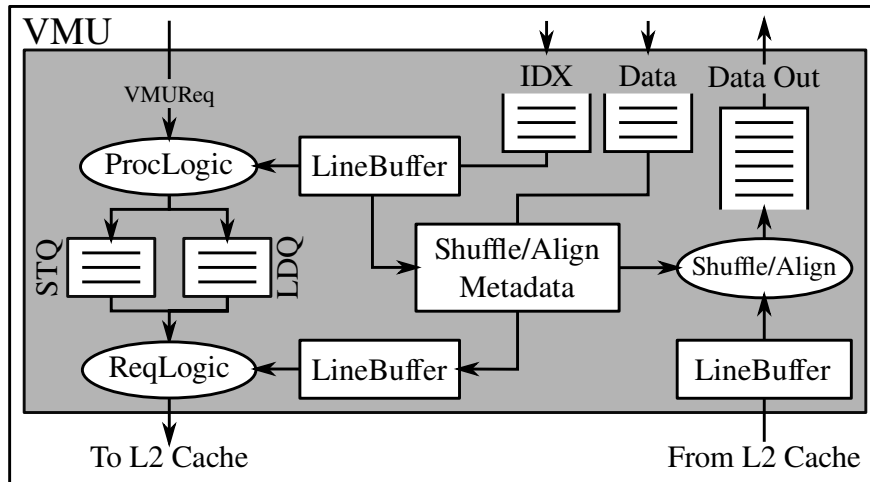 VMU
IDX Data Data Out
VMUReq
ProcLogic
LineBuffer
STQ
LDQ
Shuffle/Align
Metadata
Shuffle/Align
ReqLogic
LineBuffer
LineBuffer
To L2 Cache
From L2 Cache